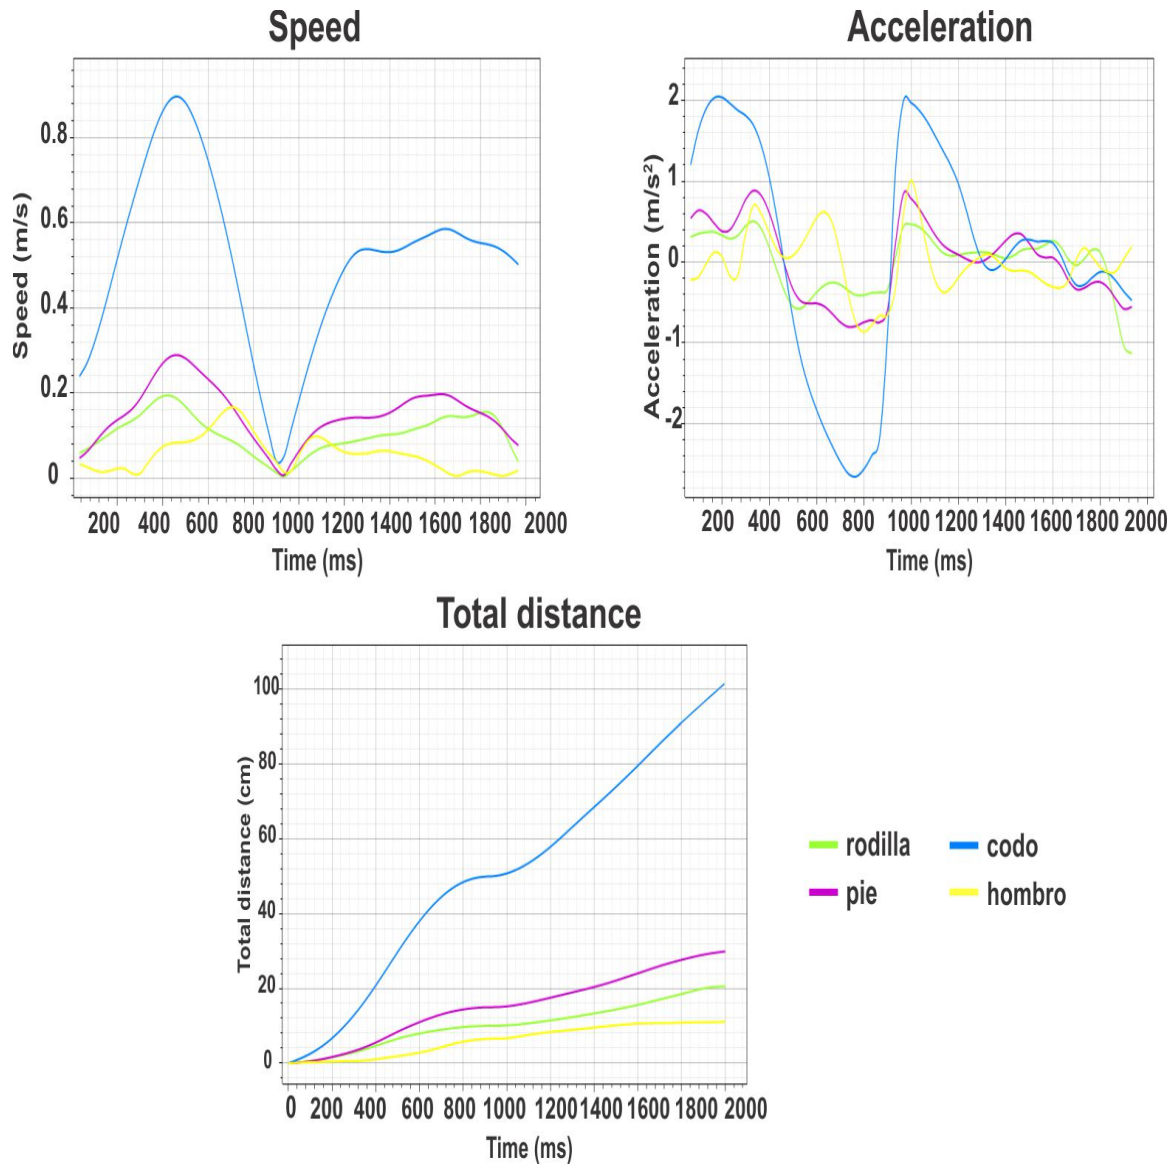 Speed
Speed (m/s)
0.8
0.6
0.4
0.2
0
200 400 600 800 1000 1200 1400 1600 1800 2000
Time (ms)
Acceleration
Acceleration (m/s²)
2
1
0
-1
-2
200 400 600 800 1000 1200 1400 1600 1800 2000
Time (ms)
Total distance
Total distance (cm)
100
80
60
40
20
0
0 200 400 600 800 1000 1200 1400 1600 1800 2000
Time (ms)
rodilla codo
pie hombro